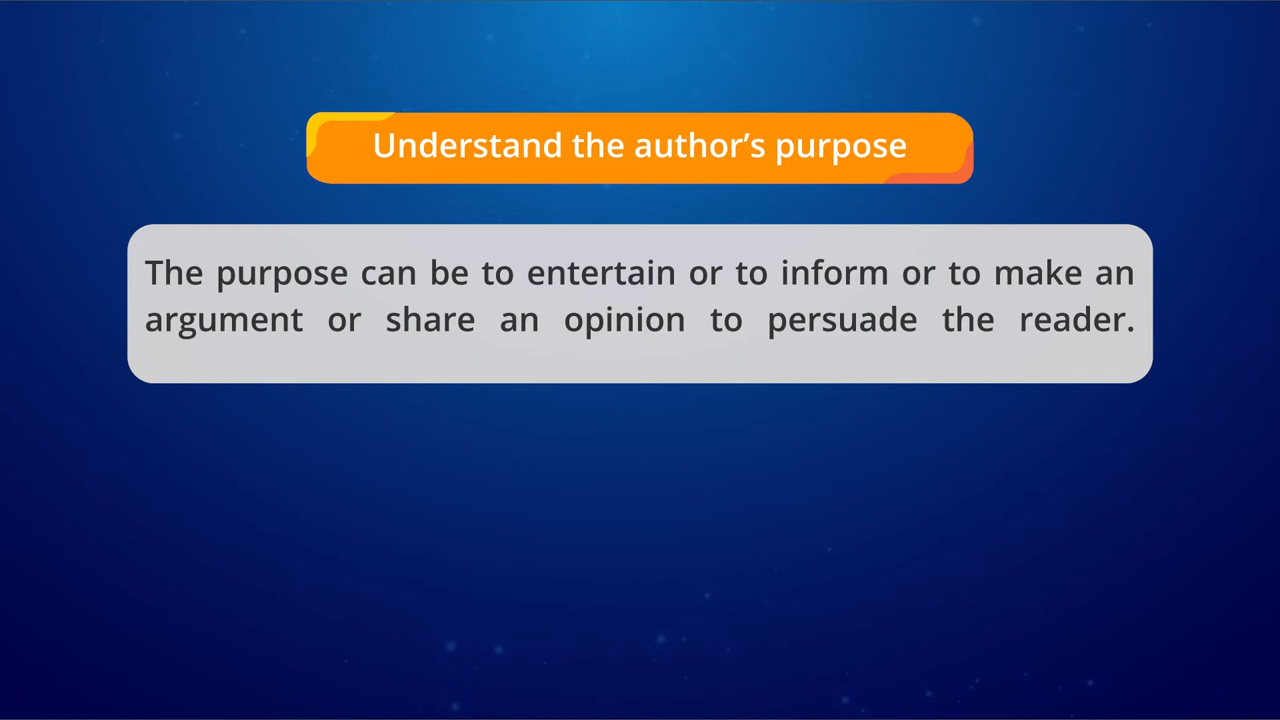 Understand the author’s purpose
The purpose can be to entertain or to inform or to make an
argument or share an opinion to persuade the reader.